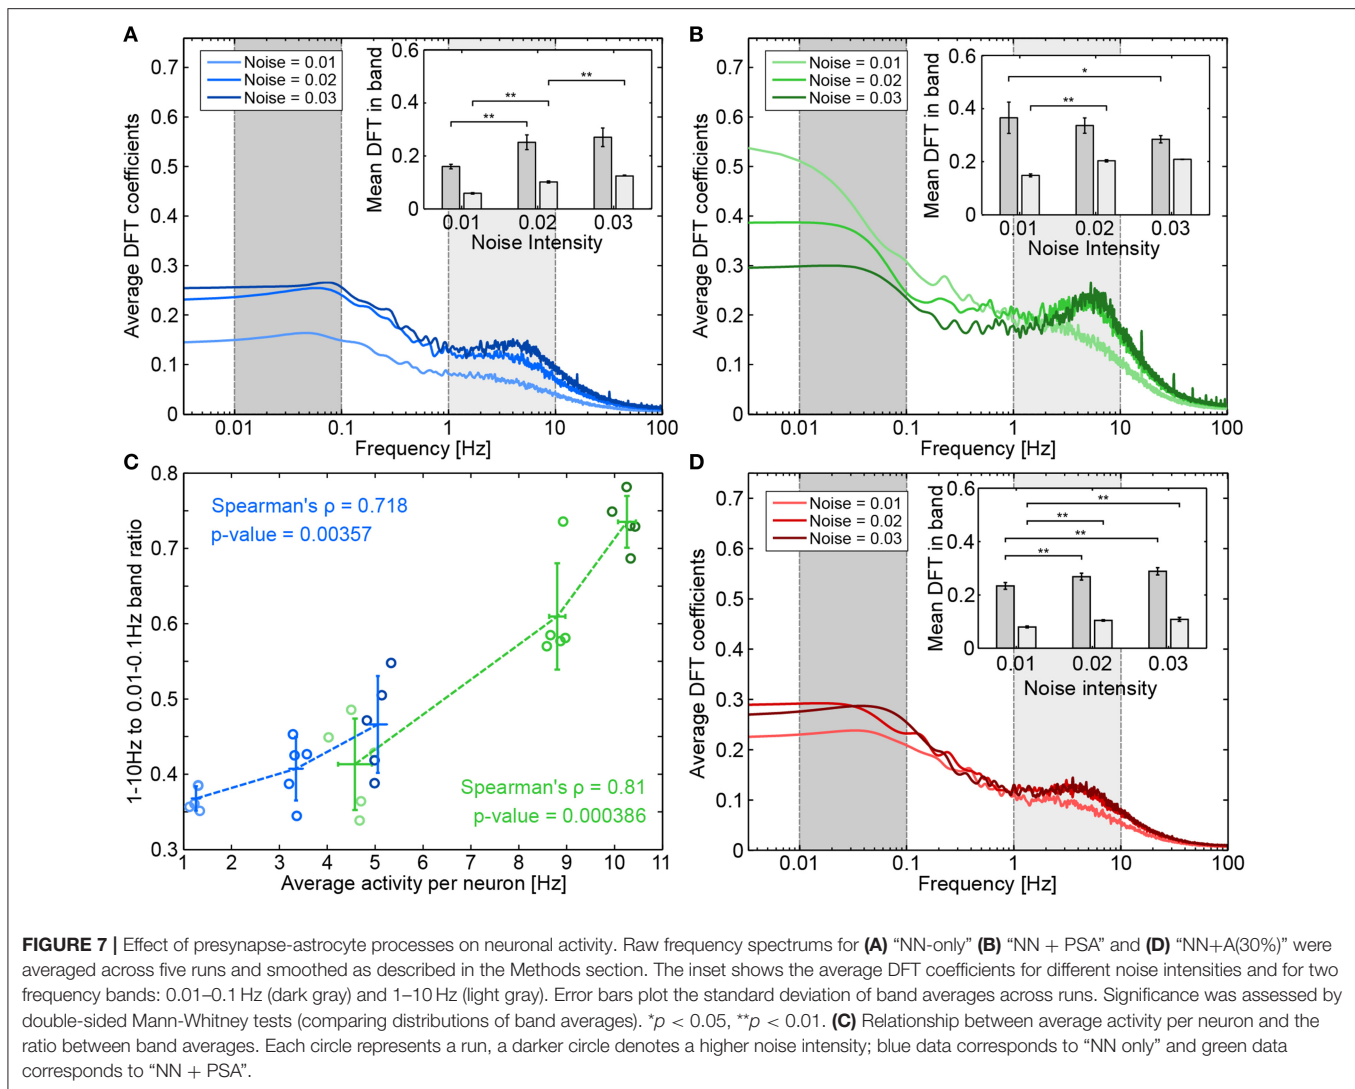 A
0.7
0.6
0.5
0.4
0.3
0.2
0.1
0
Average DFT coefficients
0.01
0.1
1
10
100
Frequency [Hz]
Noise = 0.01
Noise = 0.02
Noise = 0.03
0.6
0.4
0.2
0
Mean DFT in band
**
**
**
0.01
0.02
0.03
Noise Intensity
B
0.7
0.6
0.5
0.4
0.3
0.2
0.1
0
Average DFT coefficients
0.01
0.1
1
10
100
Frequency [Hz]
Noise = 0.01
Noise = 0.02
Noise = 0.03
0.6
0.4
0.2
0
Mean DFT in band
*
**
0.01
0.02
0.03
Noise Intensity
C
0.8
0.7
0.6
0.5
0.4
0.3
1-10Hz to 0.01-0.1Hz band ratio
Spearman's ρ = 0.718
p-value = 0.00357
Spearman's ρ = 0.81
p-value = 0.000386
1
2
3
4
5
6
7
8
9
10
11
Average activity per neuron [Hz]
D
0.7
0.6
0.5
0.4
0.3
0.2
0.1
0
Average DFT coefficients
0.01
0.1
1
10
100
Frequency [Hz]
Noise = 0.01
Noise = 0.02
Noise = 0.03
0.6
0.4
0.2
0
Mean DFT in band
**
**
**
**
0.01
0.02
0.03
Noise intensity
FIGURE 7 | Effect of presynapse-astrocyte processes on neuronal activity. Raw frequency spectrums for (A) “NN-only” (B) “NN + PSA” and (D) “NN+A(30%)” were
averaged across five runs and smoothed as described in the Methods section. The inset shows the average DFT coefficients for different noise intensities and for two
frequency bands: 0.01–0.1 Hz (dark gray) and 1–10 Hz (light gray). Error bars plot the standard deviation of band averages across runs. Significance was assessed by
double-sided Mann-Whitney tests (comparing distributions of band averages). *p < 0.05, **p < 0.01. (C) Relationship between average activity per neuron and the
ratio between band averages. Each circle represents a run, a darker circle denotes a higher noise intensity; blue data corresponds to “NN only” and green data
corresponds to “NN + PSA”.